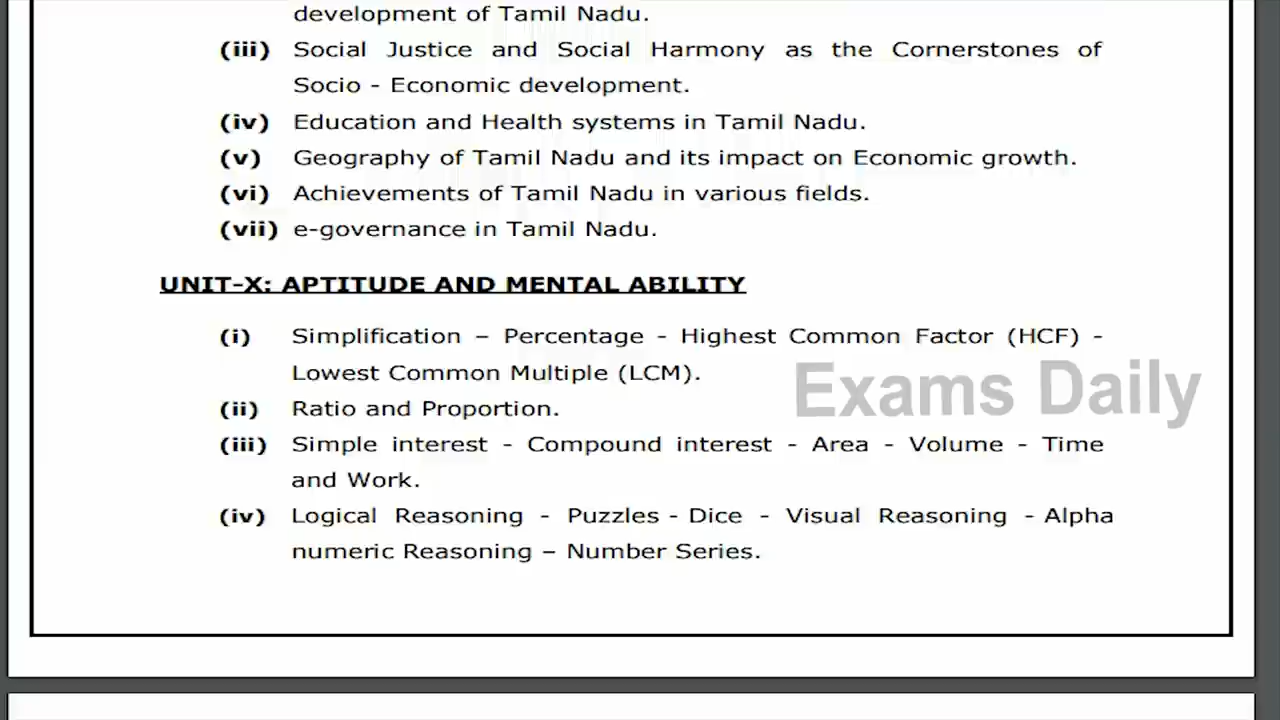 development of Tamil Nadu.
(iii) Social Justice and Social Harmony as the Cornerstones of
Socio - Economic development.
(iv) Education and Health systems in Tamil Nadu.
(v) Geography of Tamil Nadu and its impact on Economic growth.
(vi) Achievements of Tamil Nadu in various fields.
(vii) e-governance in Tamil Nadu.
UNIT-X: APTITUDE AND MENTAL ABILITY
(i) Simplification – Percentage - Highest Common Factor (HCF) -
Lowest Common Multiple (LCM).
Exams Daily
(ii) Ratio and Proportion.
(iii) Simple interest - Compound interest - Area - Volume - Time
and Work.
(iv) Logical Reasoning - Puzzles - Dice - Visual Reasoning - Alpha
numeric Reasoning – Number Series.